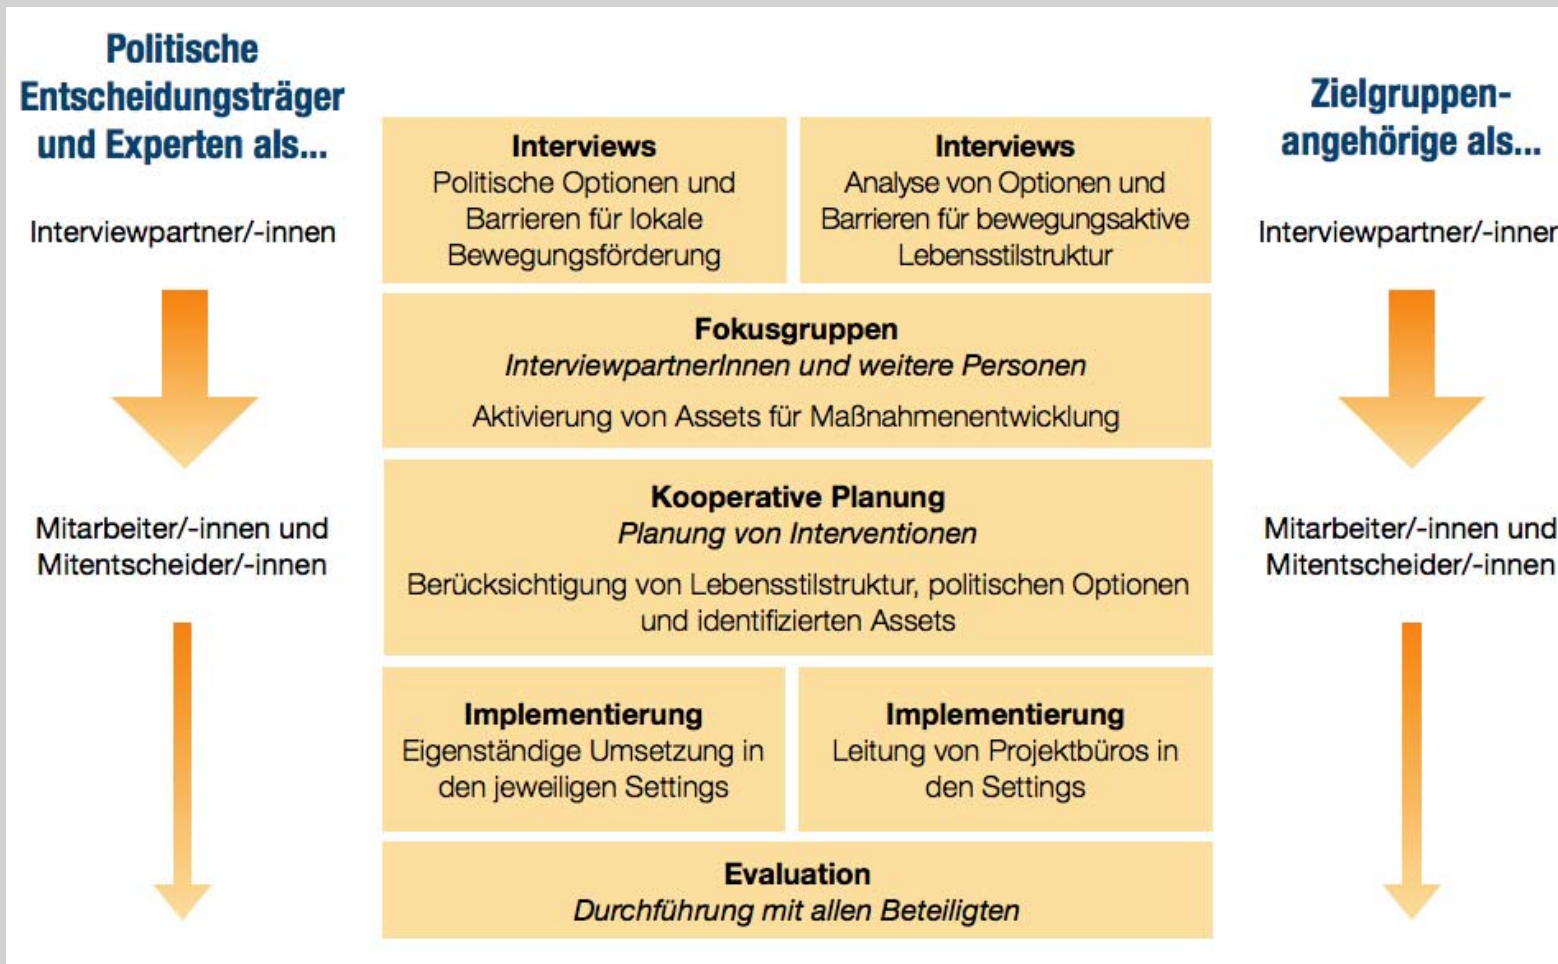 Politische
Entscheidungsträger
und Experten als...
Interviewpartner/-innen
Mitarbeiter/-innen und
Mitentscheider/-innen
Interviews
Politische Optionen und
Barrieren für lokale
Bewegungsförderung
Interviews
Analyse von Optionen und
Barrieren für bewegungsaktive
Lebensstilstruktur
Fokusgruppen
InterviewpartnerInnen und weitere Personen
Aktivierung von Assets für Maßnahmenentwicklung
Kooperative Planung
Planung von Interventionen
Berücksichtigung von Lebensstilstruktur, politischen Optionen
und identifizierten Assets
Implementierung
Eigenständige Umsetzung in
den jeweiligen Settings
Implementierung
Leitung von Projektbüros in
den Settings
Evaluation
Durchführung mit allen Beteiligten
Zielgruppen-
angehörige als...
Interviewpartner/-innen
Mitarbeiter/-innen und
Mitentscheider/-innen